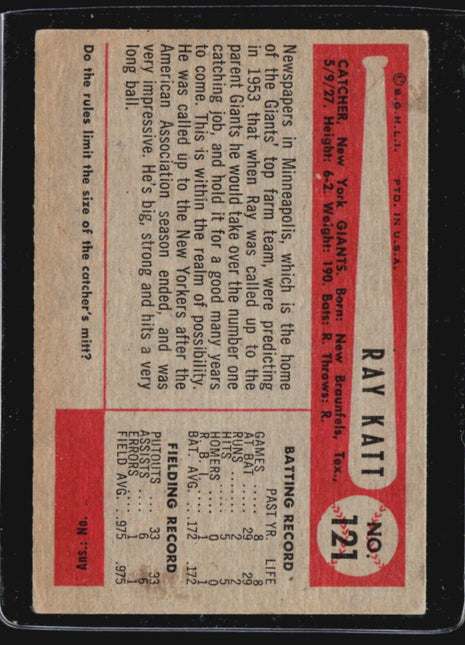 © B.G.H.L.I. PTD. IN U.S.A.
RAY KATT
NO.
121
CATCHER, New York GIANTS. Born: New Braunfels, Tex.,
5/9/27. Height: 6-2. Weight: 190. Bats: R. Throws: R.
Newspapers in Minneapolis, which is the home
of the Giants' top farm team, were predicting
in 1953 that when Ray was called up to the
parent Giants he would take over the number one
catching job, and hold it for a good many years
to come. This is within the realm of possibility.
He was called up to the New Yorkers after the
American Association season ended, and was
very impressive. He's big, strong and hits a very
long ball.
BATTING RECORD
PAST YR. LIFE
GAMES ..... 8 8
AT BAT .... 29 29
RUNS ...... 2 2
HITS ...... 5 5
HOMERS .... 0 0
R. B. I. .... 1 1
BAT. AVG. .. .172 .172
FIELDING RECORD
PUTOUTS .. 33 33
ASSISTS ... 6 6
ERRORS .... 1 1
FIELD AVG. .975 .975
Do the rules limit the size of the catcher's mitt?
Ans.: No.